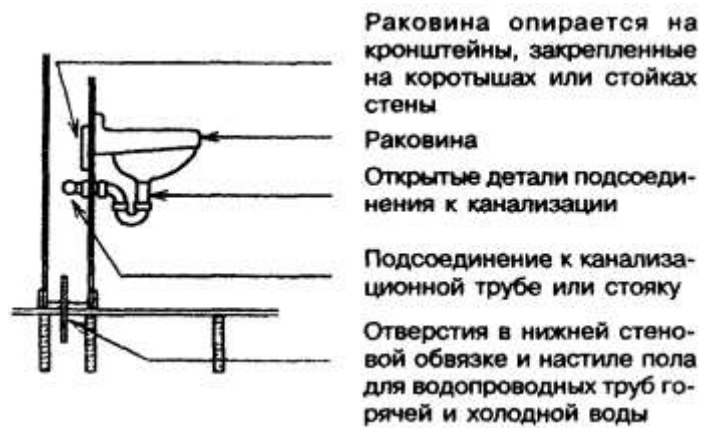 Раковина опирается на
кронштейны, закрепленные
на коротышах или стойках
стены
Раковина
Открытые детали подсоеди-
нения к канализации
Подсоединение к канализа-
ционной трубе или стояку
Отверстия в нижней стено-
вой обвязке и настиле пола
для водопроводных труб го-
рячей и холодной воды